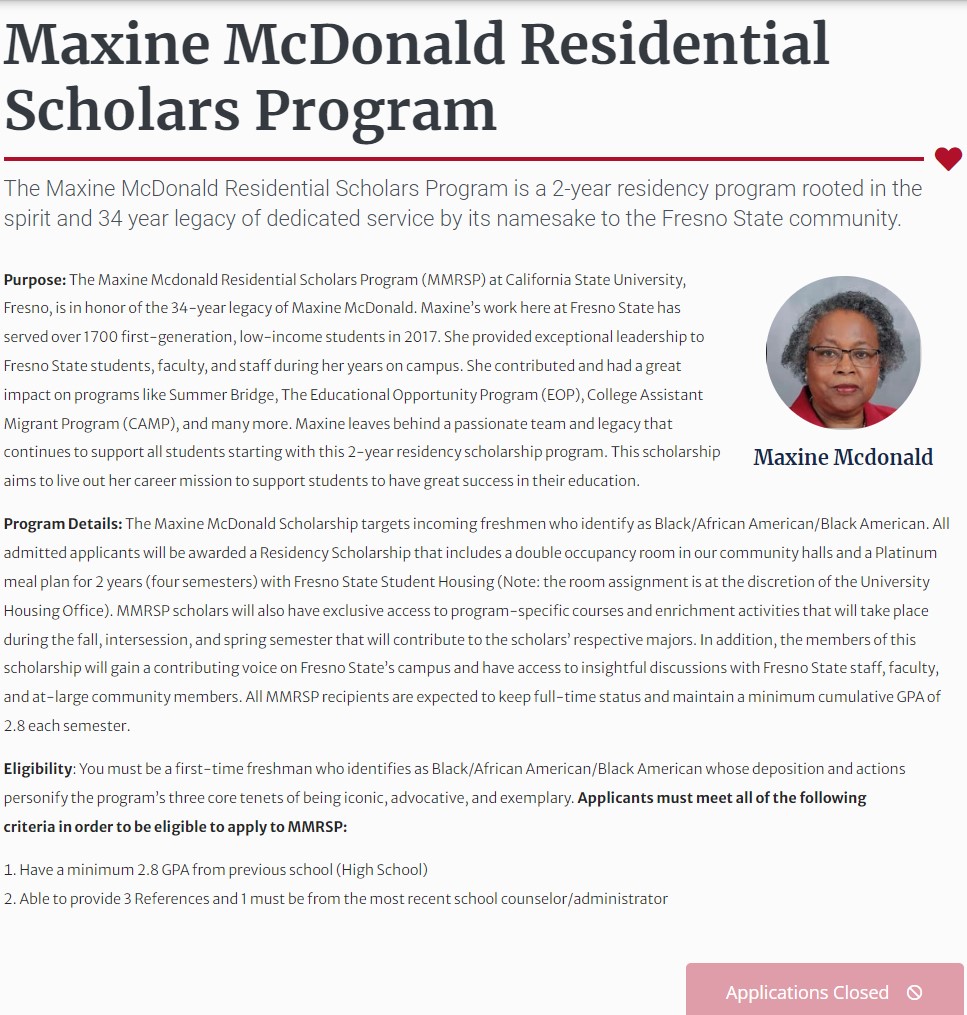 Maxine McDonald Residential
Scholars Program
The Maxine McDonald Residential Scholars Program is a 2-year residency program rooted in the
spirit and 34 year legacy of dedicated service by its namesake to the Fresno State community.
Purpose: The Maxine Mcdonald Residential Scholars Program (MMRSP) at California State University,
Fresno, is in honor of the 34-year legacy of Maxine McDonald. Maxine's work here at Fresno State has
served over 1700 first-generation, low-income students in 2017. She provided exceptional leadership to
Fresno State students, faculty, and staff during her years on campus. She contributed and had a great
impact on programs like Summer Bridge, The Educational Opportunity Program (EOP), College Assistant
Migrant Program (CAMP), and many more. Maxine leaves behind a passionate team and legacy that
continues to support all students starting with this 2-year residency scholarship program. This scholarship
aims to live out her career mission to support students to have great success in their education.
Maxine Mcdonald
Program Details: The Maxine McDonald Scholarship targets incoming freshmen who identify as Black/African American/Black American. All
admitted applicants will be awarded a Residency Scholarship that includes a double occupancy room in our community halls and a Platinum
meal plan for 2 years (four semesters) with Fresno State Student Housing (Note: the room assignment is at the discretion of the University
Housing Office). MMRSP scholars will also have exclusive access to program-specific courses and enrichment activities that will take place
during the fall, intersession, and spring semester that will contribute to the scholars' respective majors. In addition, the members of this
scholarship will gain a contributing voice on Fresno State's campus and have access to insightful discussions with Fresno State staff, faculty,
and at-large community members. All MMRSP recipients are expected to keep full-time status and maintain a minimum cumulative GPA of
2.8 each semester.
Eligibility: You must be a first-time freshman who identifies as Black/African American/Black American whose deposition and actions
personify the program's three core tenets of being iconic, advocative, and exemplary. Applicants must meet all of the following
criteria in order to be eligible to apply to MMRSP:
1. Have a minimum 2.8 GPA from previous school (High School)
2. Able to provide 3 References and 1 must be from the most recent school counselor/administrator
Applications Closed